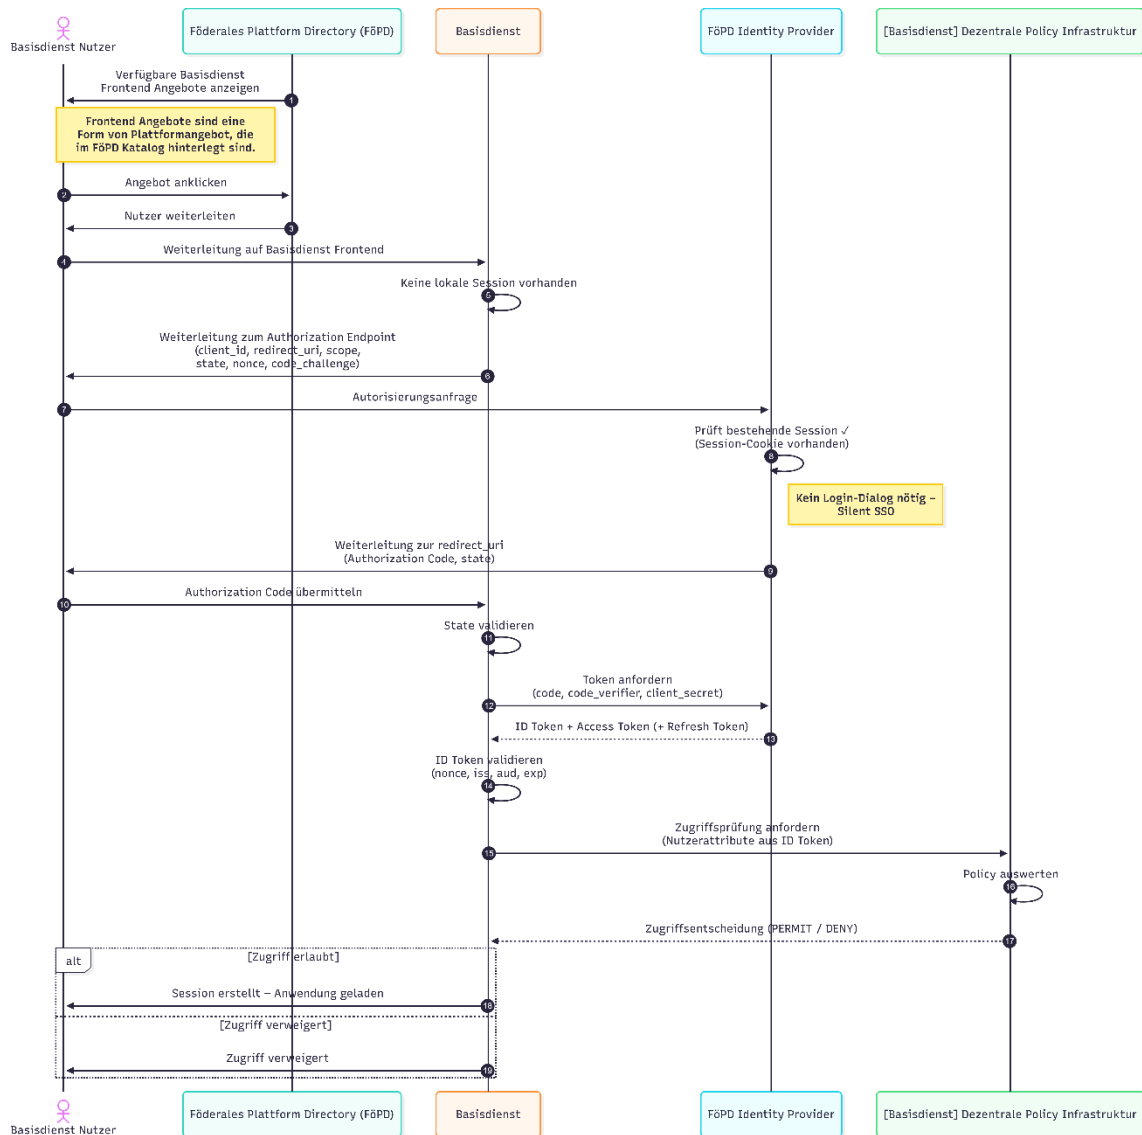 Basisdienst Nutzer
Föderales Plattform Directory (FöPD)
Basisdienst
FöPD Identity Provider
[Basisdienst] Dezentrale Policy Infrastruktur
Verfügbare Basisdienst
Frontend Angebote anzeigen
1
Frontend Angebote sind eine
Form von Plattformangebot, die
im FöPD Katalog hinterlegt sind.
Angebot anklicken
2
Nutzer weiterleiten
3
Weiterleitung auf Basisdienst Frontend
4
Keine lokale Session vorhanden
5
Weiterleitung zum Authorization Endpoint
(client_id, redirect_uri, scope,
state, nonce, code_challenge)
6
Autorisierungsanfrage
7
Prüft bestehende Session ✓
(Session-Cookie vorhanden)
8
Kein Login-Dialog nötig –
Silent SSO
Weiterleitung zur redirect_uri
(Authorization Code, state)
9
Authorization Code übermitteln
10
State validieren
11
Token anfordern
(code, code_verifier, client_secret)
12
ID Token + Access Token (+ Refresh Token)
13
ID Token validieren
(nonce, iss, aud, exp)
14
Zugriffsprüfung anfordern
(Nutzerattribute aus ID Token)
15
Policy auswerten
16
Zugriffsentscheidung (PERMIT / DENY)
17
alt
[Zugriff erlaubt]
Session erstellt – Anwendung geladen
18
[Zugriff verweigert]
Zugriff verweigert
19
Basisdienst Nutzer
Föderales Plattform Directory (FöPD)
Basisdienst
FöPD Identity Provider
[Basisdienst] Dezentrale Policy Infrastruktur